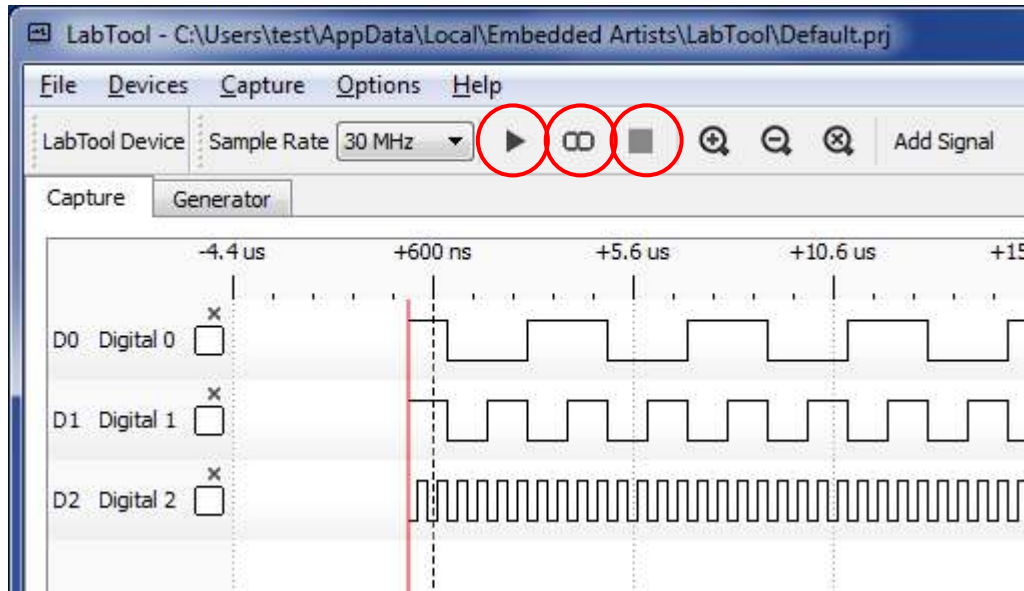 LabTool - C:\Users\test\AppData\Local\Embedded Artists\LabTool\Default.prj
File Devices Capture Options Help
LabTool Device Sample Rate 30 MHz Add Signal
Capture Generator
-4.4 us +600 ns +5.6 us +10.6 us +15
D0 Digital 0
D1 Digital 1
D2 Digital 2